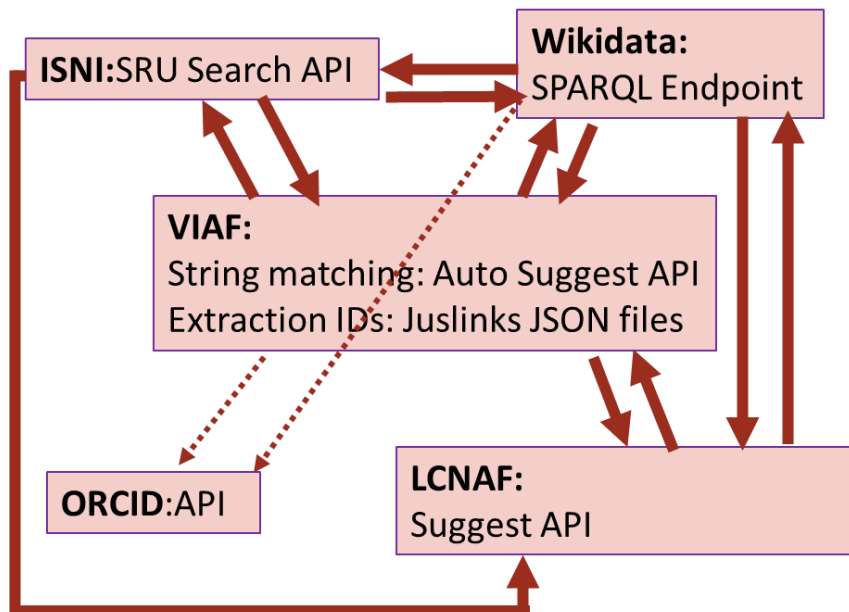 ISNI:SRU Search API
Wikidata:
SPARQL Endpoint
VIAF:
String matching: Auto Suggest API
Extraction IDs: Juslinks JSON files
ORCID:API
LCNAF:
Suggest API